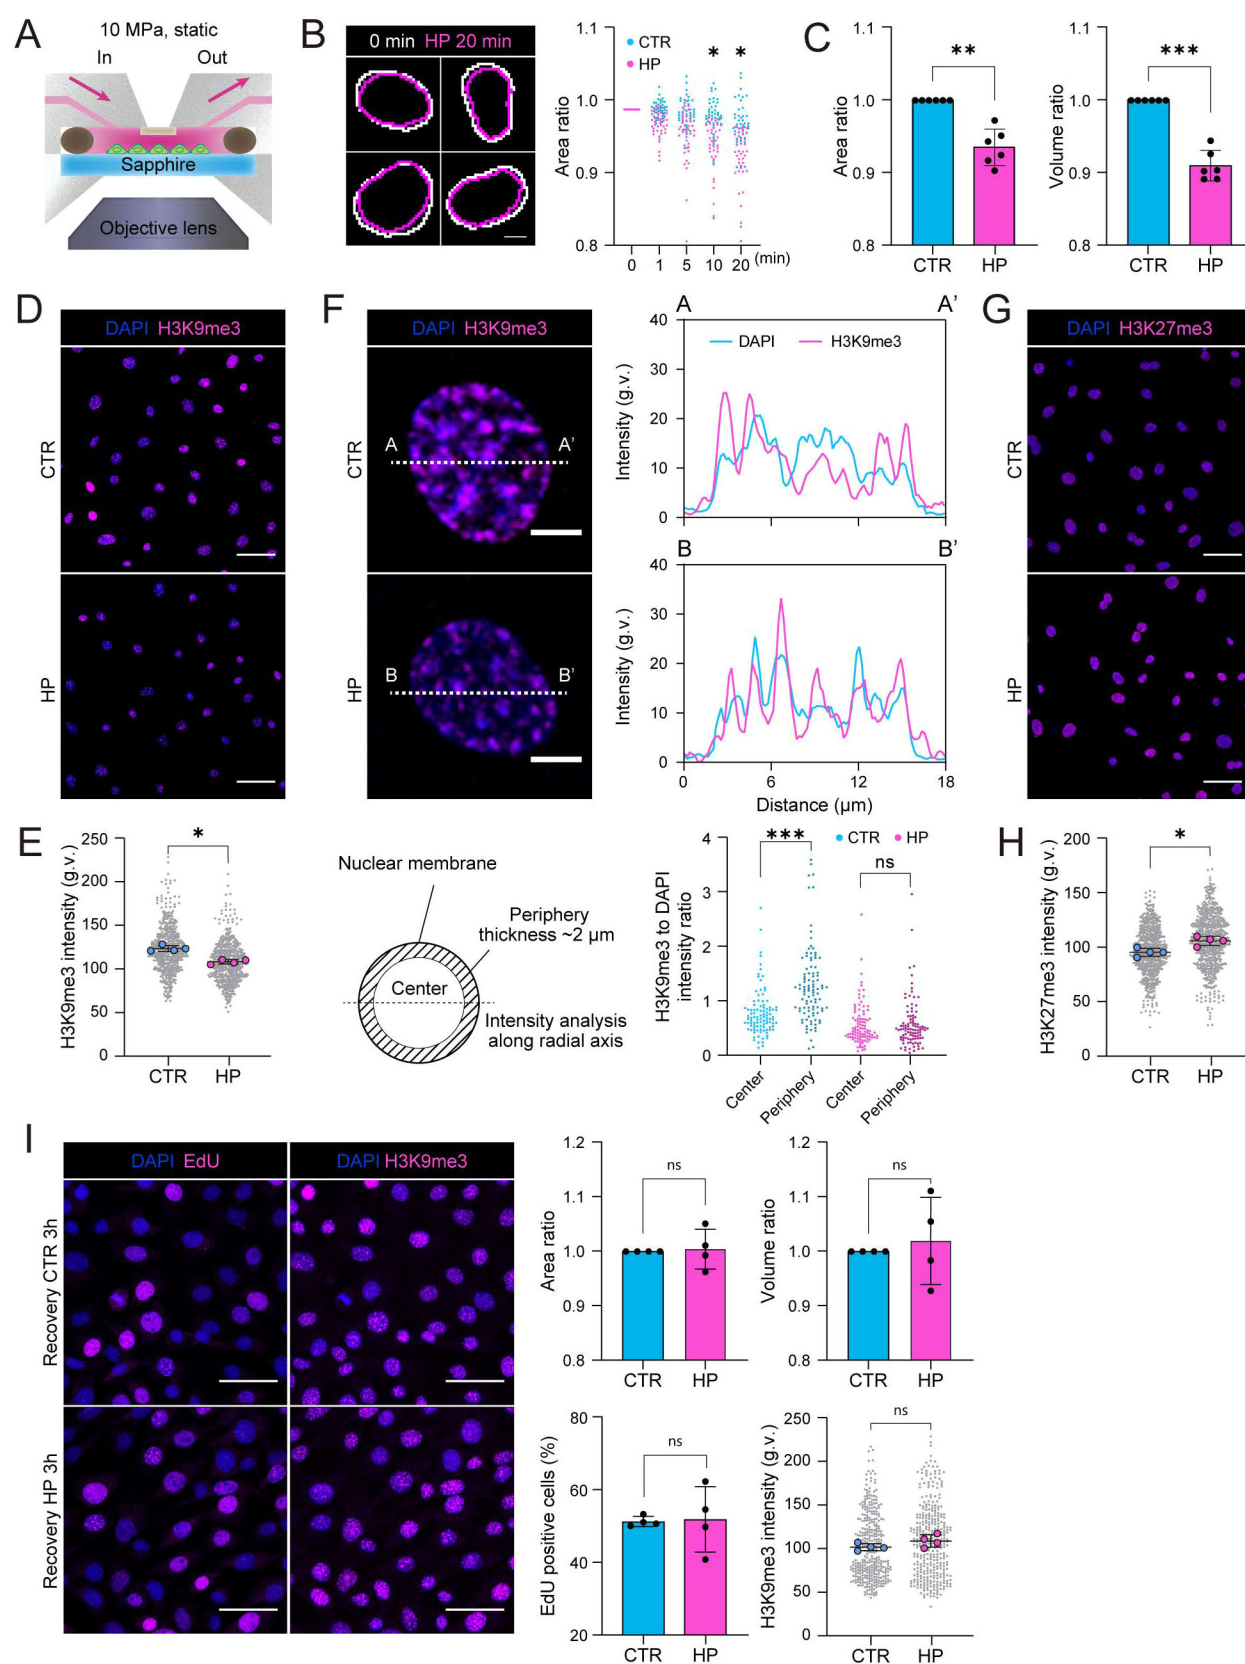 A
10 MPa, static
In
Out
Sapphire
Objective lens
B
0 min HP 20 min
Area ratio
1.1
1.0
0.9
0.8
CTR
HP
*
*
0
1
5
10
20
(min)
C
Area ratio
1.1
1.0
0.9
0.8
**
CTR
HP
Volume ratio
1.1
1.0
0.9
0.8
***
CTR
HP
D
DAPI H3K9me3
CTR
HP
F
DAPI H3K9me3
CTR
A
A'
HP
B
B'
A
A'
Intensity (g.v.)
40
30
20
10
0
DAPI
H3K9me3
B
B'
Intensity (g.v.)
40
30
20
10
0
0
6
12
18
Distance (µm)
G
DAPI H3K27me3
CTR
HP
E
H3K9me3 intensity (g.v.)
250
200
150
100
50
0
*
CTR
HP
Nuclear membrane
Periphery
thickness ~2 µm
Center
Intensity analysis
along radial axis
H3K9me3 to DAPI
intensity ratio
4
3
2
1
0
***
CTR
HP
ns
Center
Periphery
Center
Periphery
H
H3K27me3 intensity (g.v.)
200
150
100
50
0
*
CTR
HP
I
DAPI EdU
DAPI H3K9me3
Recovery CTR 3h
Recovery HP 3h
Area ratio
1.2
1.1
1.0
0.9
0.8
ns
CTR
HP
Volume ratio
1.2
1.1
1.0
0.9
0.8
ns
CTR
HP
EdU positive cells (%)
80
60
40
20
ns
CTR
HP
H3K9me3 intensity (g.v.)
250
200
150
100
50
0
ns
CTR
HP